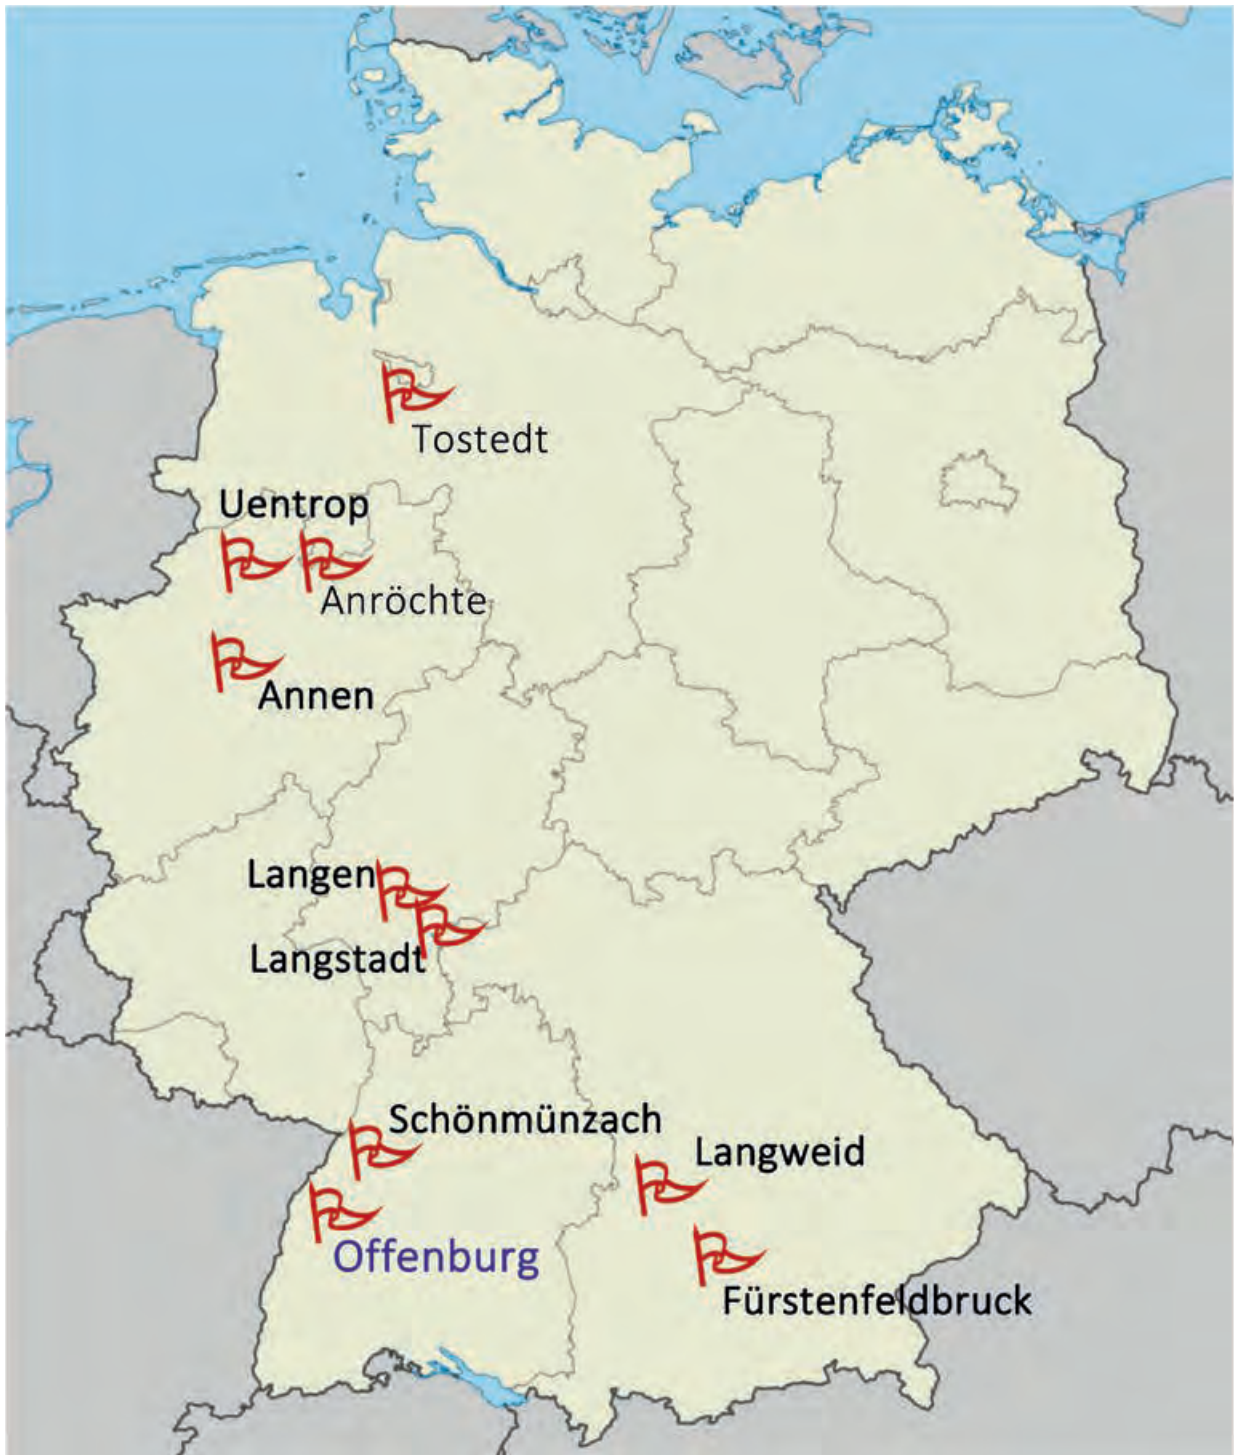 Tostedt
Uentrop
Anröchte
Annen
Langen
Langstadt
Schönmünzach
Langweid
Offenburg
Fürstenfeldbruck